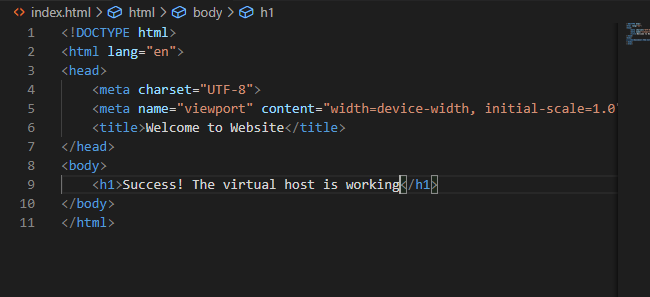 index.html > html > body > h1
1 <!DOCTYPE html>
2 <html lang="en">
3 <head>
4     <meta charset="UTF-8">
5     <meta name="viewport" content="width=device-width, initial-scale=1.0"
6     <title>Welcome to Website</title>
7 </head>
8 <body>
9     <h1>Success! The virtual host is working</h1>
10 </body>
11 </html>